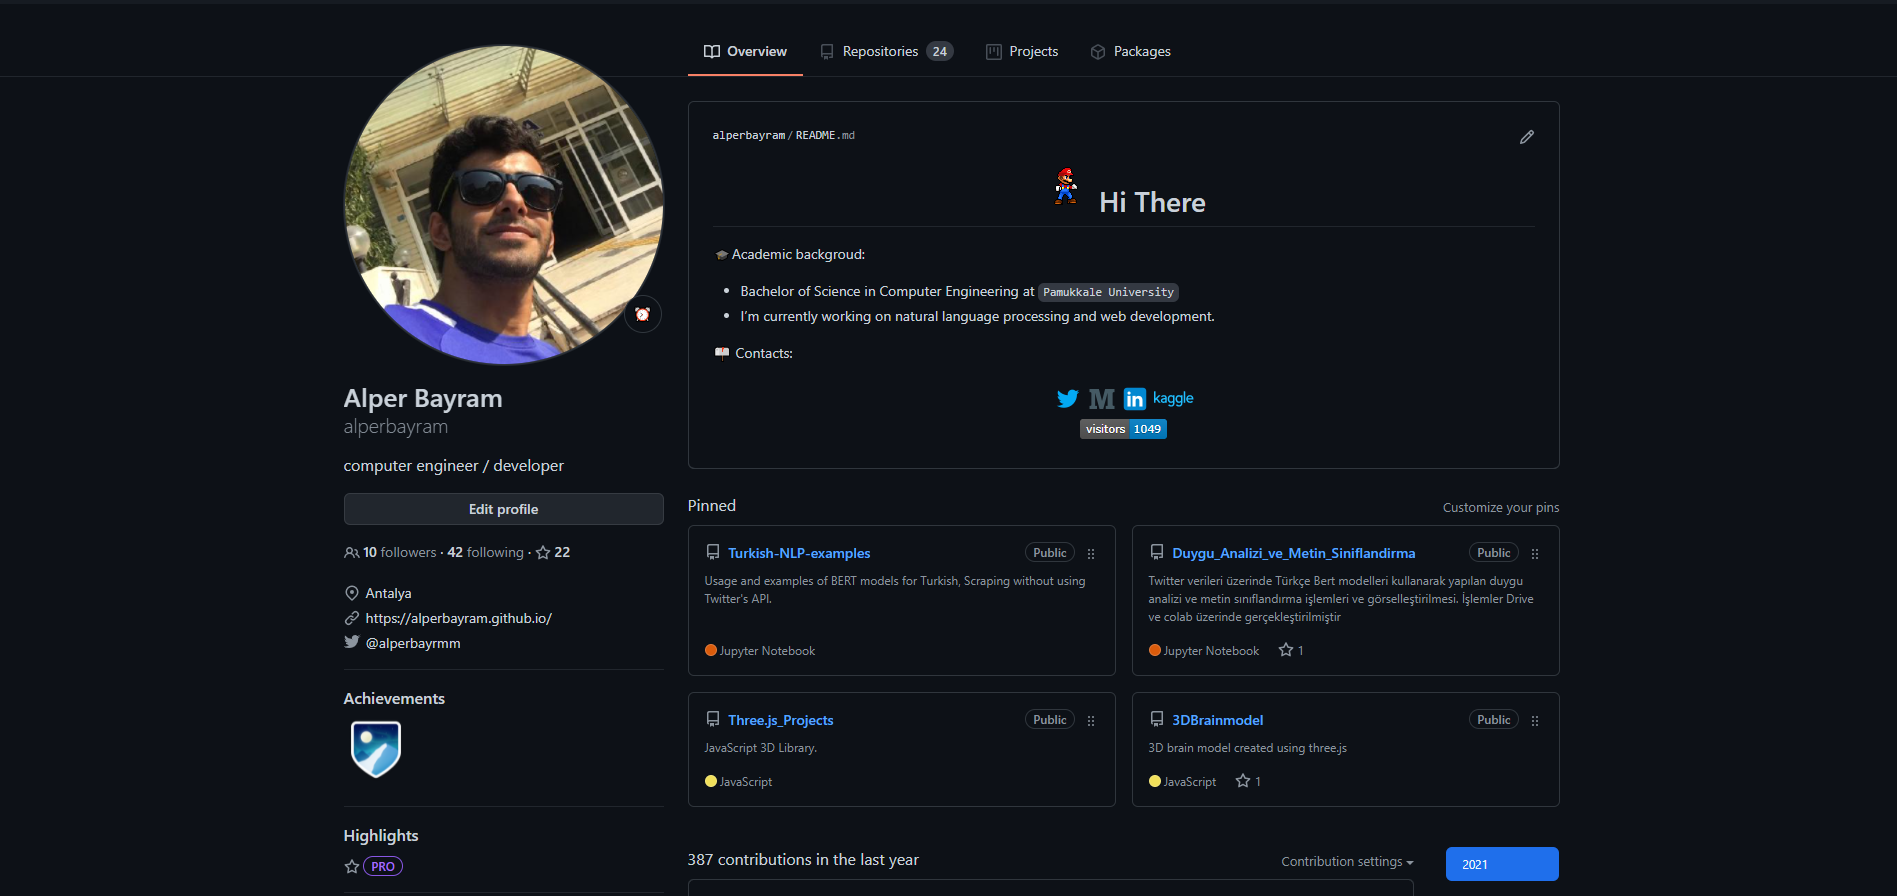 Overview
Repositories 24
Projects
Packages
alperbayram / README.md
Hi There
Academic backgroud:
Bachelor of Science in Computer Engineering at Pamukkale University
I'm currently working on natural language processing and web development.
Contacts:
M in kaggle
visitors 1049
Alper Bayram
alperbayram
computer engineer / developer
Edit profile
10 followers · 42 following · 22
Antalya
https://alperbayram.github.io/
@alperbayrmm
Achievements
Highlights
PRO
Pinned
Customize your pins
Turkish-NLP-examples
Public
Usage and examples of BERT models for Turkish, Scraping without using
Twitter's API.
Jupyter Notebook
Duygu_Analizi_ve_Metin_Siniflandirma
Public
Twitter verileri üzerinde Türkçe Bert modelleri kullanarak yapılan duygu
analizi ve metin sınıflandırma işlemleri ve görselleştirilmesi. İşlemler Drive
ve colab üzerinde gerçekleştirilmiştir
Jupyter Notebook 1
Three.js_Projects
Public
JavaScript 3D Library.
JavaScript
3DBrainmodel
Public
3D brain model created using three.js
JavaScript 1
387 contributions in the last year
Contribution settings
2021